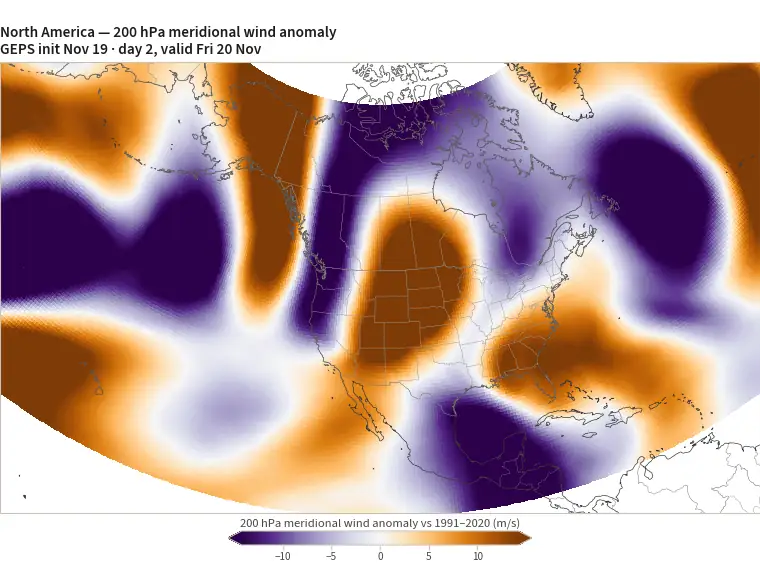 North America — 200 hPa meridional wind anomaly
GEPS init Nov 19 · day 2, valid Fri 20 Nov
200 hPa meridional wind anomaly vs 1991–2020 (m/s)
−10 −5 0 5 10